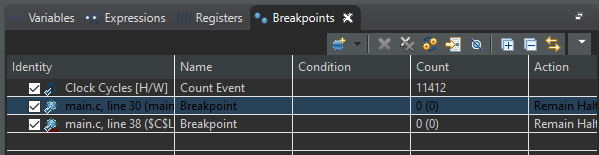 Variables Expressions Registers Breakpoints
Identity Name Condition Count Action
Clock Cycles [H/W] Count Event 11412
main.c, line 30 (main Breakpoint 0 (0) Remain Halt
main.c, line 38 ($C$L Breakpoint 0 (0) Remain Halt